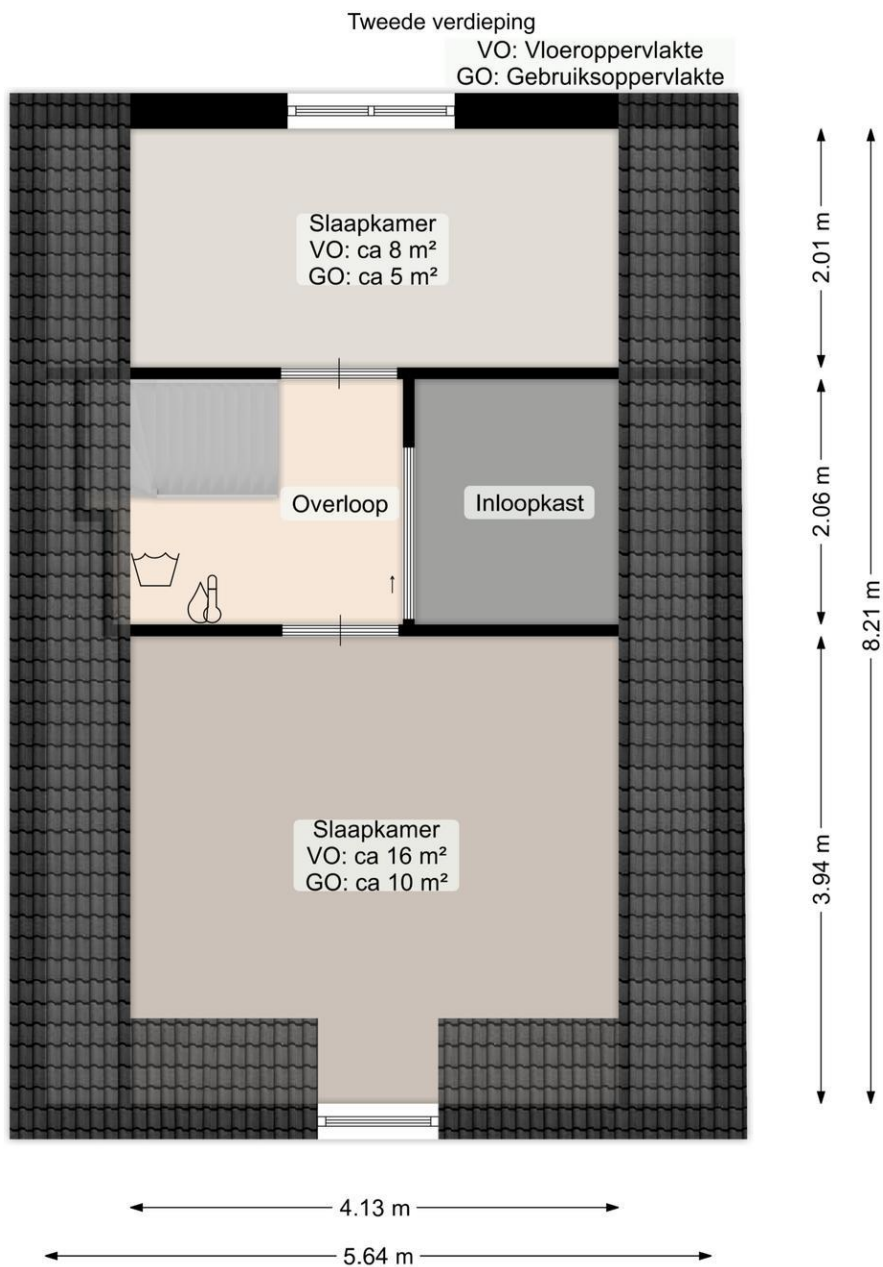 Tweede verdieping
VO: Vloeroppervlakte
GO: Gebruiksoppervlakte
Slaapkamer
VO: ca 8 m²
GO: ca 5 m²
2.01 m
Overloop
Inloopkast
2.06 m
8.21 m
Slaapkamer
VO: ca 16 m²
GO: ca 10 m²
3.94 m
4.13 m
5.64 m